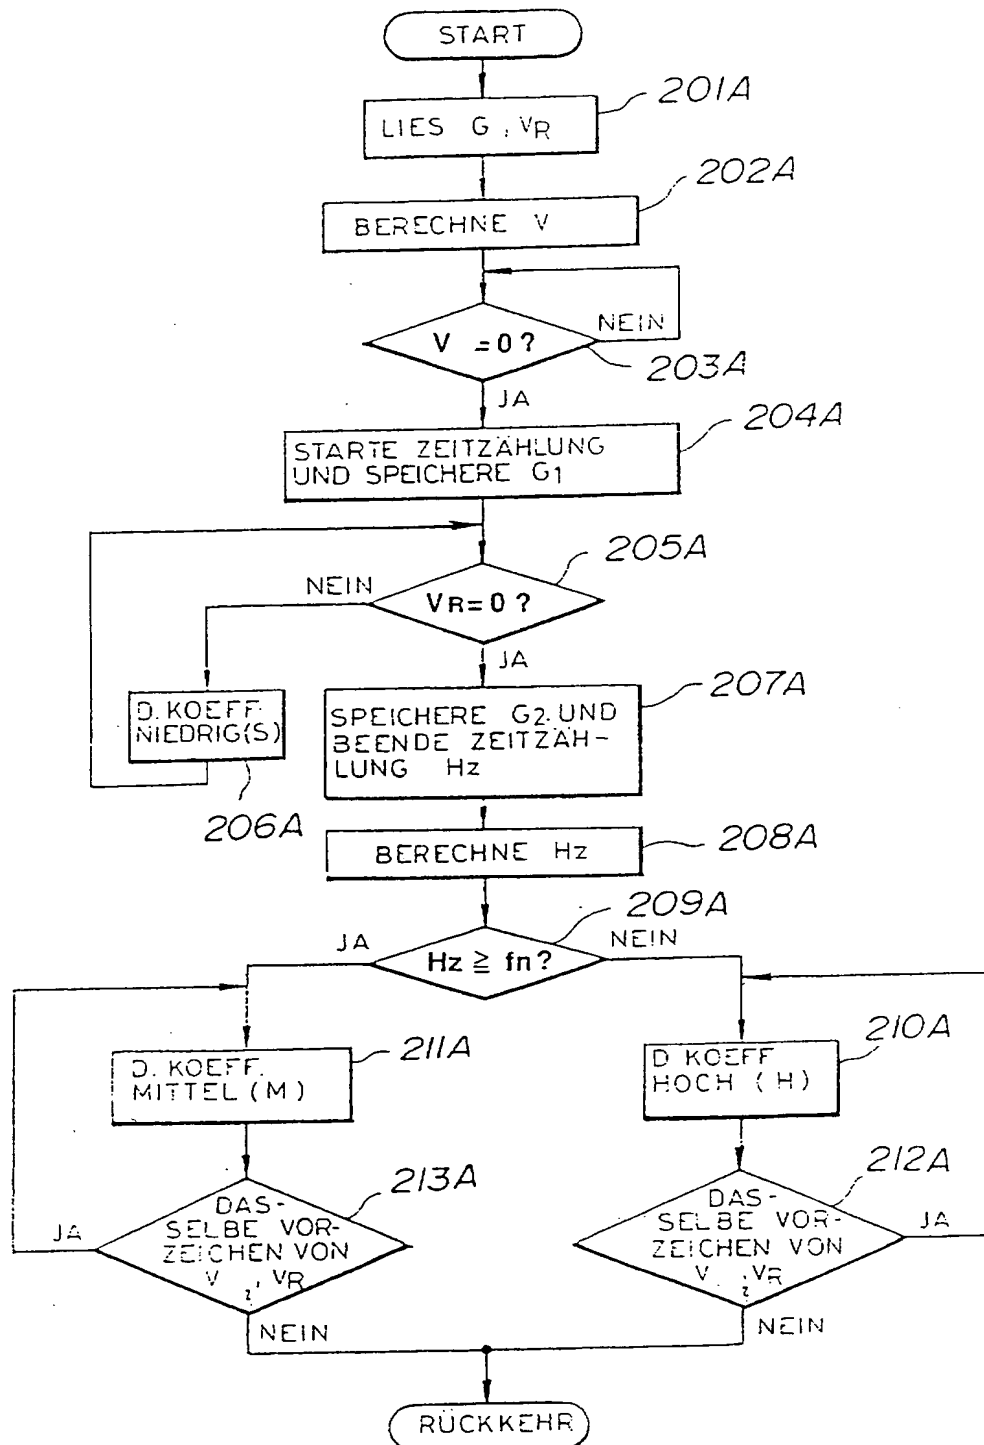 START
201A
LIES G, VR
202A
BERECHNE V
NEIN
V =0?
203A
JA
204A
STARTE ZEITZÄHLUNG
UND SPEICHERE G1
205A
NEIN
VR=0?
JA
207A
D. KOEFF.
NIEDRIG(S)
SPEICHERE G2. UND
BEENDE ZEITZÄH-
LUNG Hz
206A
208A
BERECHNE Hz
209A
JA
NEIN
Hz ≧ fn?
211A
210A
D. KOEFF.
MITTEL (M)
D KOEFF
HOCH (H)
213A
212A
DAS-
SELBE VOR-
ZEICHEN VON
V , VR
JA
DAS-
SELBE VOR-
ZEICHEN VON
V , VR
JA
NEIN
NEIN
RÜCKKEHR